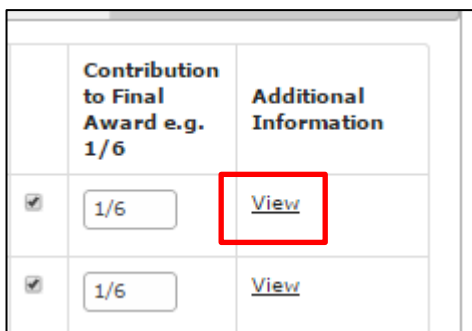 Contribution
to Final
Award e.g.
1/6
Additional
Information
1/6
View
1/6
View